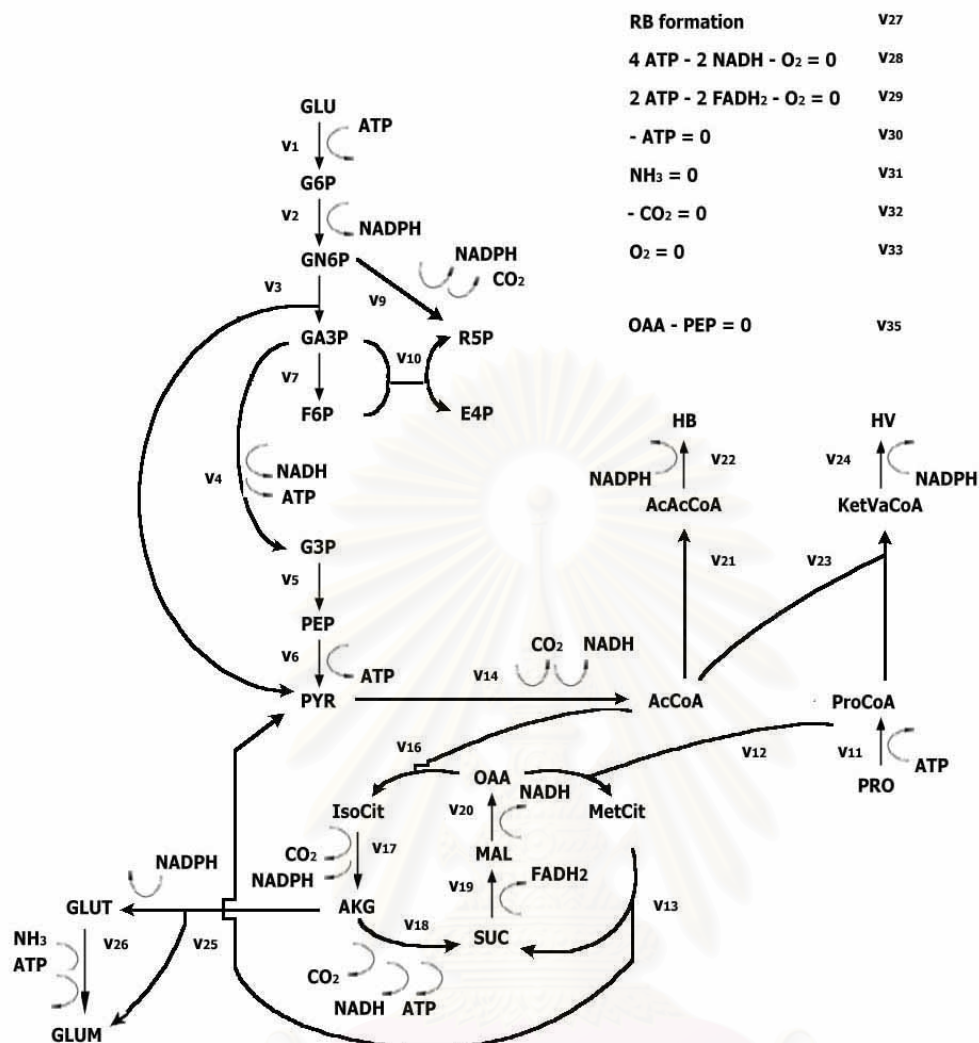 RB formation V27
4 ATP - 2 NADH - O₂ = 0 V28
2 ATP - 2 FADH₂ - O₂ = 0 V29
- ATP = 0 V30
NH₃ = 0 V31
- CO₂ = 0 V32
O₂ = 0 V33
OAA - PEP = 0 V35
GLU
V1 ATP
G6P
V2 NADPH
GN6P
V3
V9
NADPH
CO₂
GA3P
R5P
V7
V10
F6P
E4P
V4
NADH
ATP
G3P
V5
PEP
V6
ATP
PYR
HB
HV
V22
NADPH
V24
NADPH
AcAcCoA
KetVaCoA
V21
V23
V14
CO₂
NADH
AcCoA
ProCoA
V16
V12
V11
ATP
PRO
OAA
NADH
IsoCit
MetCit
V20
CO₂
V17
NADPH
MAL
V19
FADH2
NADPH
GLUT
AKG
V18
SUC
V13
NH₃
ATP
V26
V25
CO₂
NADH
ATP
GLUM